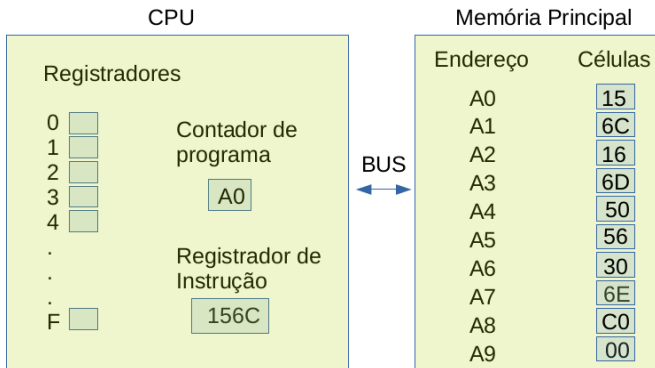 CPU
Memória Principal
Registradores
0
1
2
3
4
.
.
.
F
Contador de
programa
A0
Registrador de
Instrução
156C
BUS
Endereço Células
A0 15
A1 6C
A2 16
A3 6D
A4 50
A5 56
A6 30
A7 6E
A8 C0
A9 00